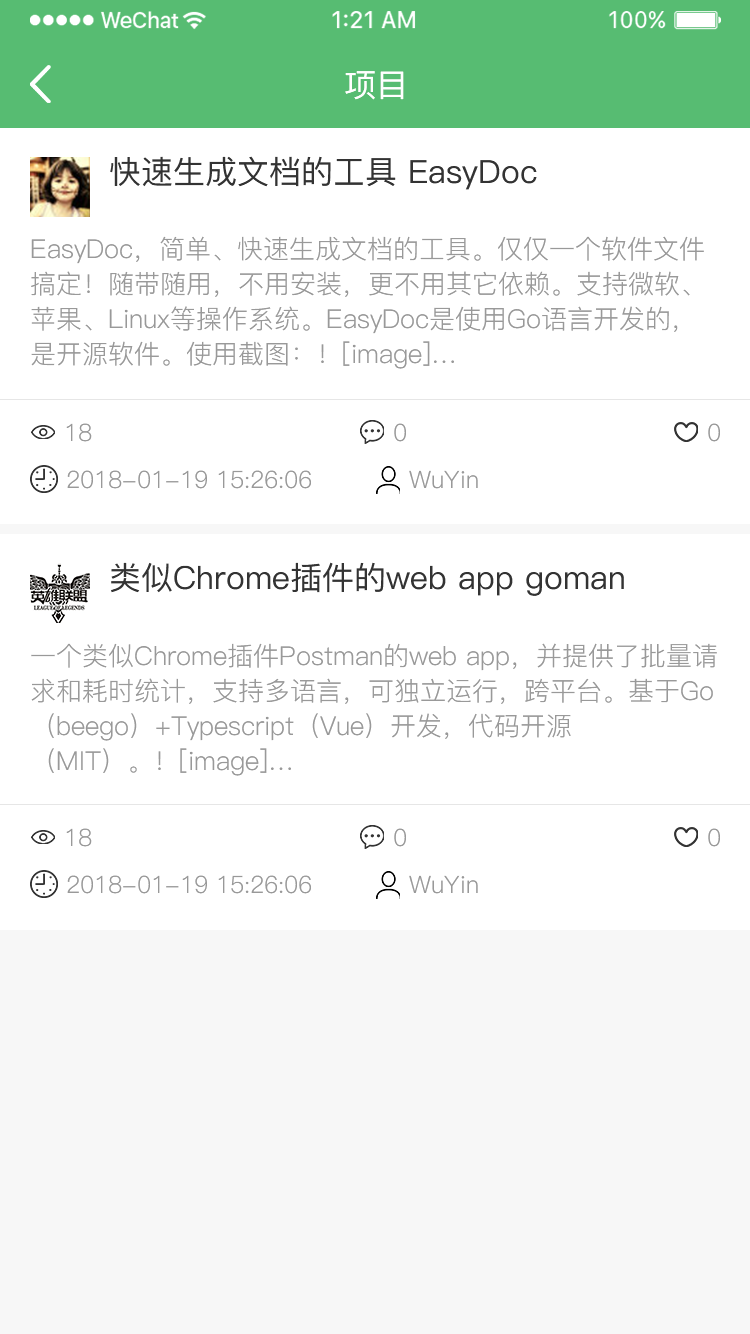 ●●●●● WeChat 1:21 AM 100%
项目
快速生成文档的工具 EasyDoc
EasyDoc，简单、快速生成文档的工具。仅仅一个软件文件
搞定！随带随用，不用安装，更不用其它依赖。支持微软、
苹果、Linux等操作系统。EasyDoc是使用Go语言开发的，
是开源软件。使用截图：！[image]...
18 0 0
2018-01-19 15:26:06 WuYin
英雄联盟
LEAGUE OF LEGENDS
类似Chrome插件的web app goman
一个类似Chrome插件Postman的web app，并提供了批量请
求和耗时统计，支持多语言，可独立运行，跨平台。基于Go
（beego）+Typescript（Vue）开发，代码开源
（MIT）。！[image]...
18 0 0
2018-01-19 15:26:06 WuYin